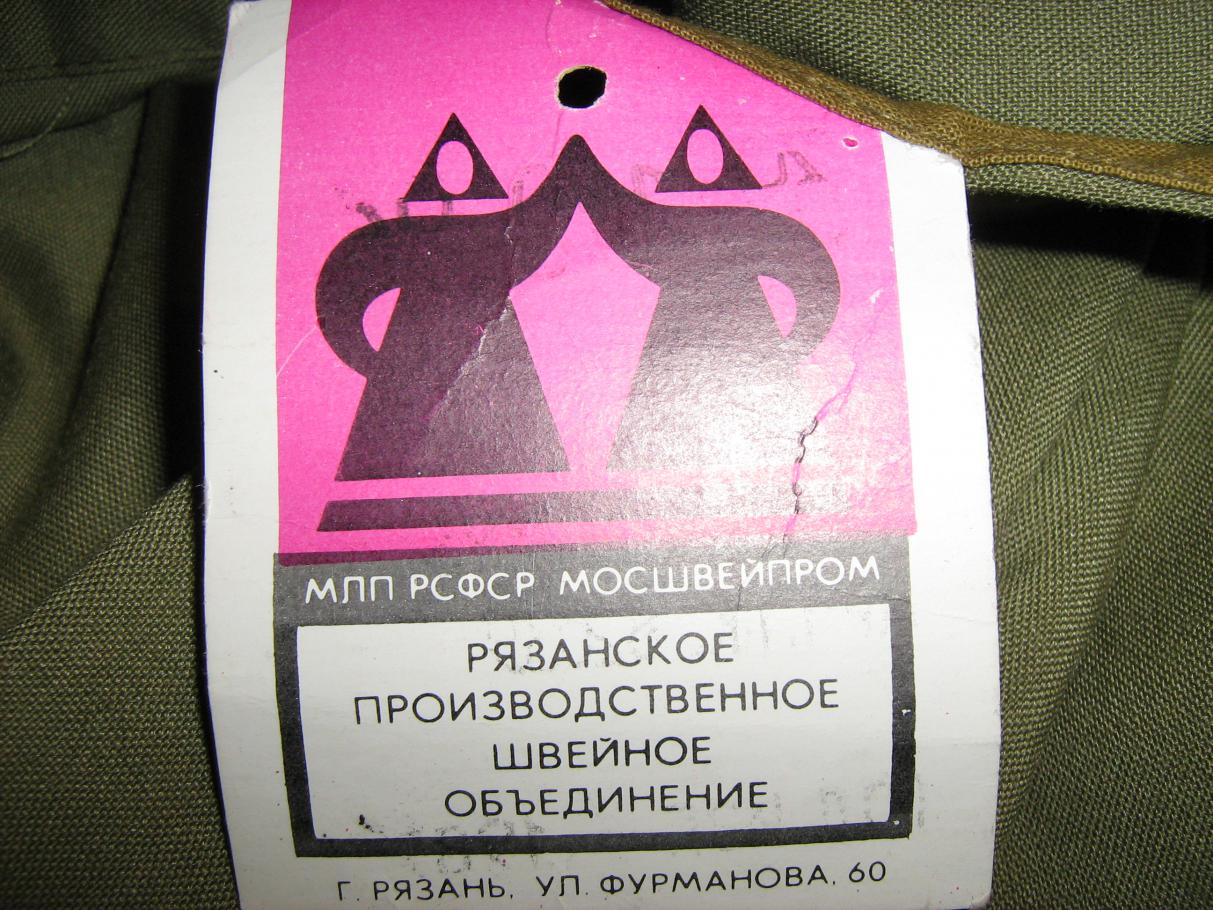 МЛП РСФСР МОСШВЕЙПРОМ
РЯЗАНСКОЕ
ПРОИЗВОДСТВЕННОЕ
ШВЕЙНОЕ
ОБЪЕДИНЕНИЕ
Г. РЯЗАНЬ, УЛ. ФУРМАНОВА, 60